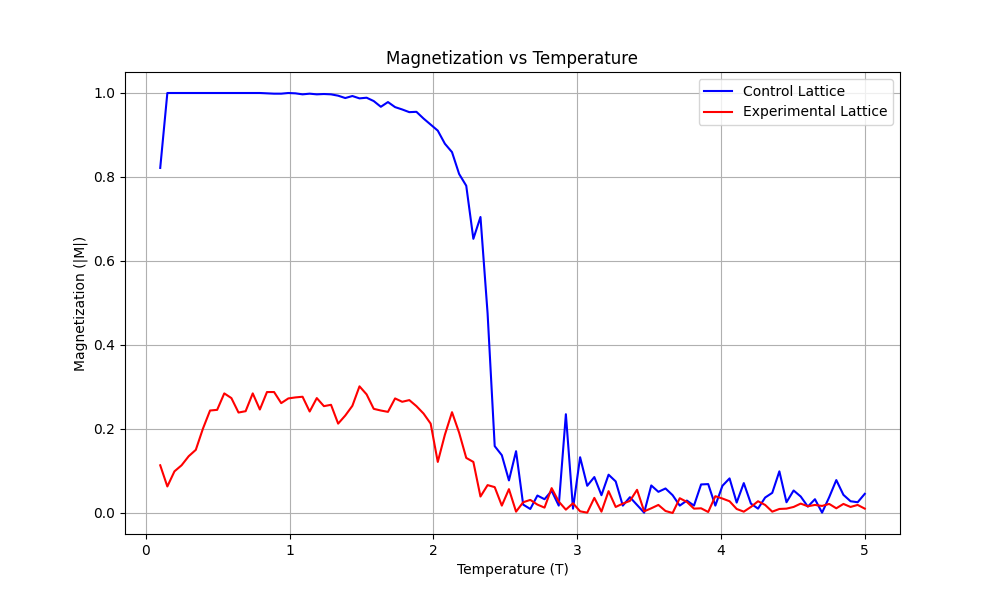 Magnetization vs Temperature
Control Lattice
Experimental Lattice
Magnetization (|M|)
1.0
0.8
0.6
0.4
0.2
0.0
0 1 2 3 4 5
Temperature (T)